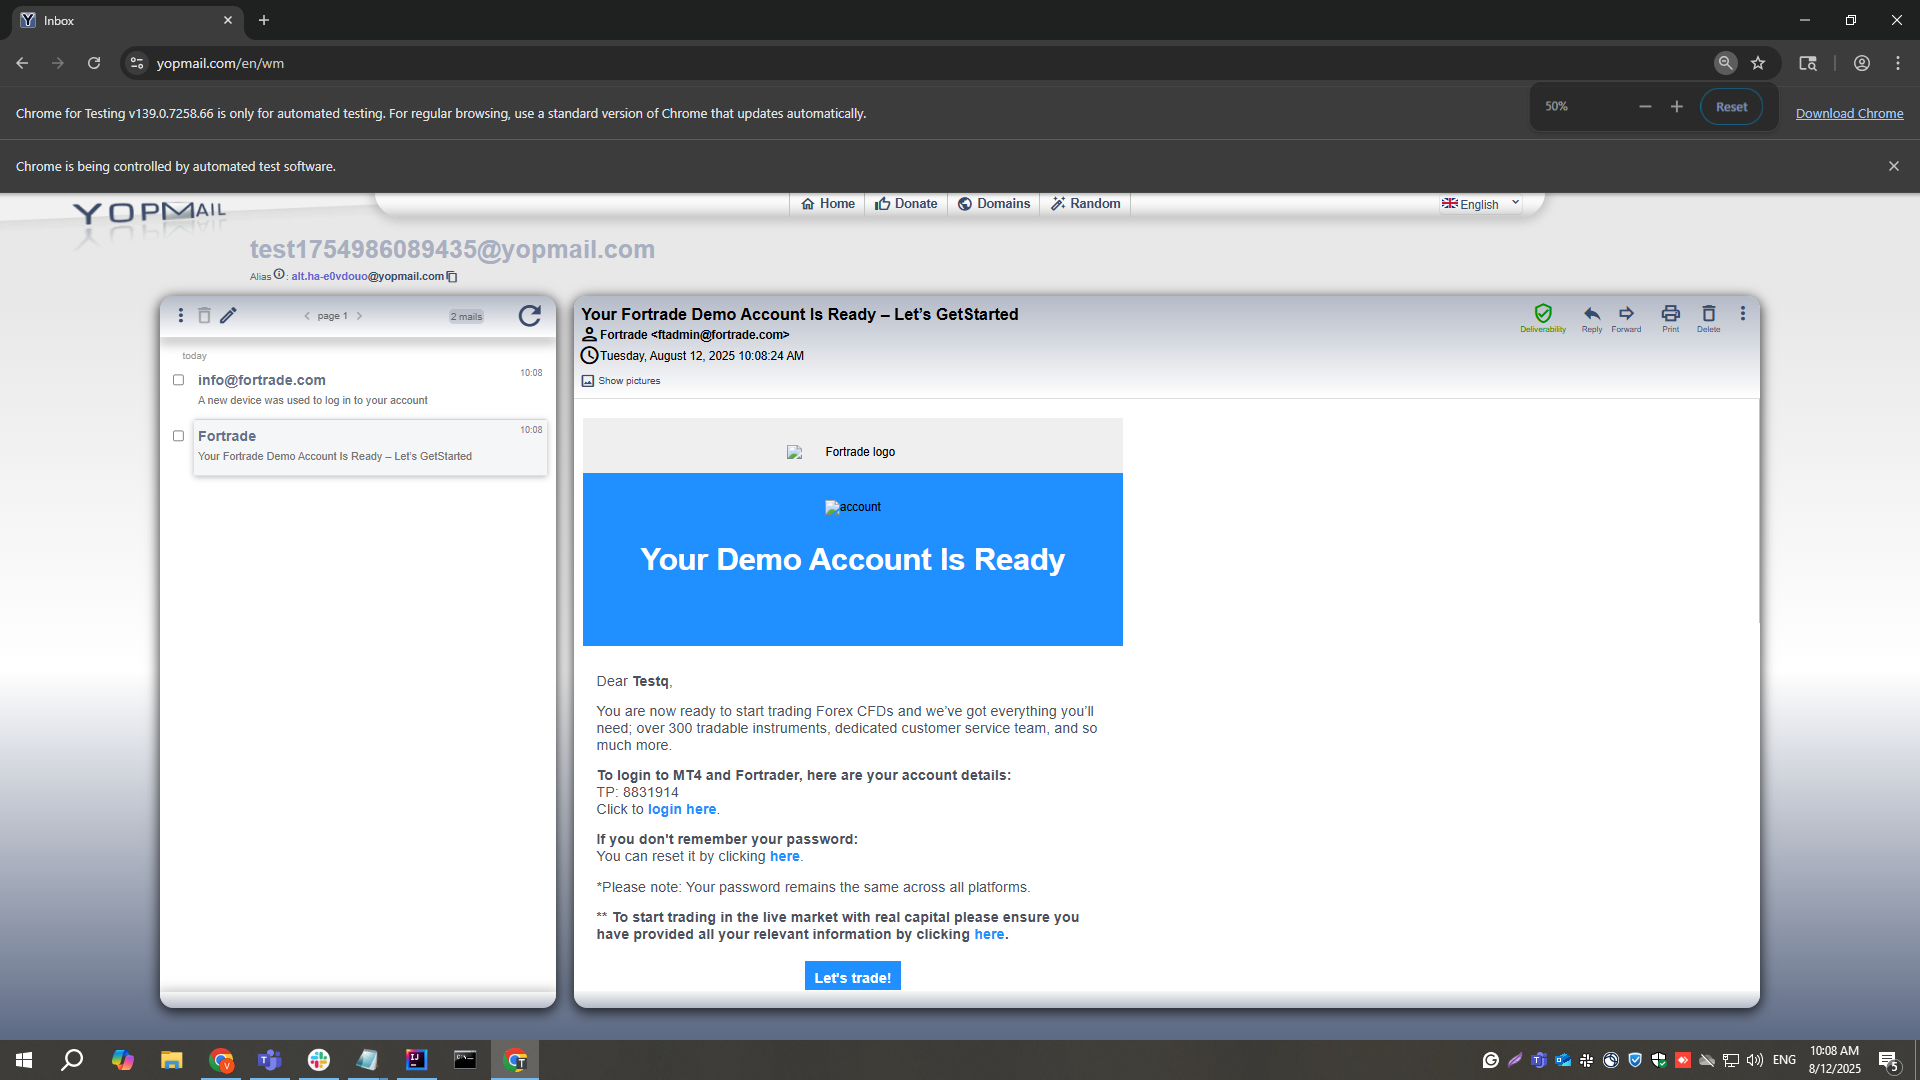 Inbox
yopmail.com/en/wm
Chrome for Testing v139.0.7258.66 is only for automated testing. For regular browsing, use a standard version of Chrome that updates automatically.
50%
Reset
Download Chrome
Chrome is being controlled by automated test software.
YOPMAIL
Home
Donate
Domains
Random
English
test1754986089435@yopmail.com
Alias : alt.ha-e0vdouo@yopmail.com
page 1
2 mails
today
info@fortrade.com
10:08
A new device was used to log in to your account
Fortrade
10:08
Your Fortrade Demo Account Is Ready – Let's GetStarted
Your Fortrade Demo Account Is Ready – Let's GetStarted
Fortrade <ftadmin@fortrade.com>
Tuesday, August 12, 2025 10:08:24 AM
Show pictures
Deliverability
Reply
Forward
Print
Delete
Fortrade logo
account
Your Demo Account Is Ready
Dear Testq,
You are now ready to start trading Forex CFDs and we've got everything you'll
need; over 300 tradable instruments, dedicated customer service team, and so
much more.
To login to MT4 and Fortrader, here are your account details:
TP: 8831914
Click to login here.
If you don't remember your password:
You can reset it by clicking here.
*Please note: Your password remains the same across all platforms.
** To start trading in the live market with real capital please ensure you
have provided all your relevant information by clicking here.
Let's trade!
ENG
10:08 AM
8/12/2025
5